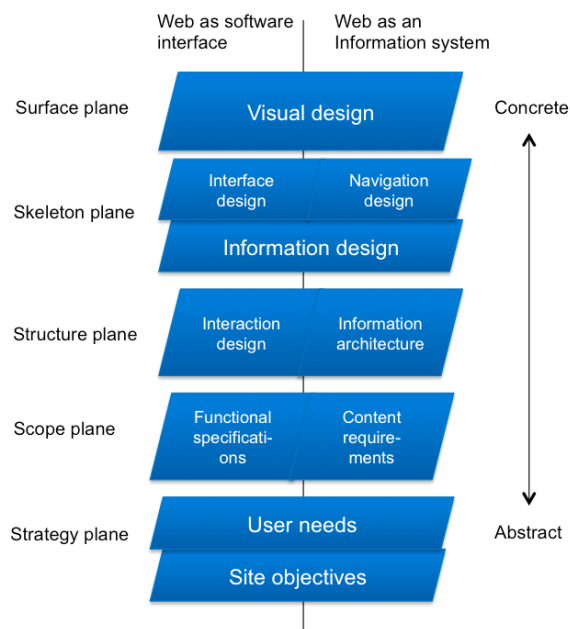 Web as software
interface
Web as an
Information system
Surface plane
Visual design
Concrete
Skeleton plane
Interface
design
Navigation
design
Information design
Structure plane
Interaction
design
Information
architecture
Scope plane
Functional
specificati-
ons
Content
require-
ments
Strategy plane
User needs
Abstract
Site objectives